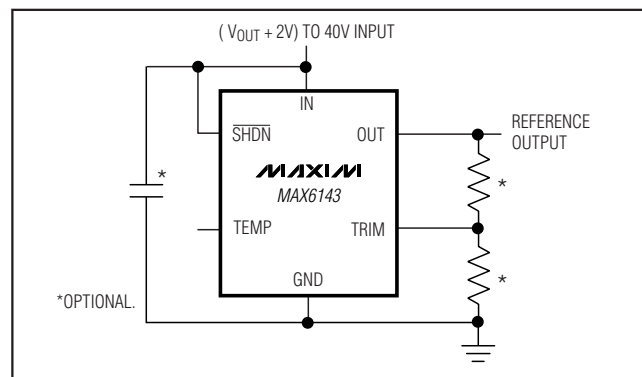 ( VOUT + 2V) TO 40V INPUT
IN
SHDN
OUT
REFERENCE
OUTPUT
*
MAXIM
MAX6143
*
TEMP
TRIM
*
GND
*OPTIONAL.